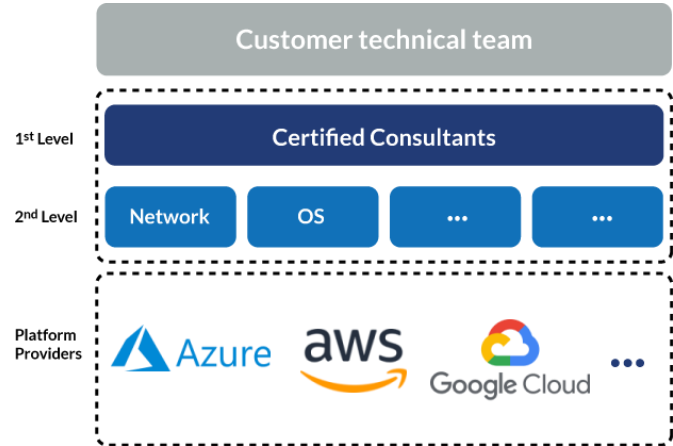 Customer technical team
1st Level
Certified Consultants
2nd Level
Network
OS
...
...
Platform
Providers
Azure
aws
Google Cloud
...